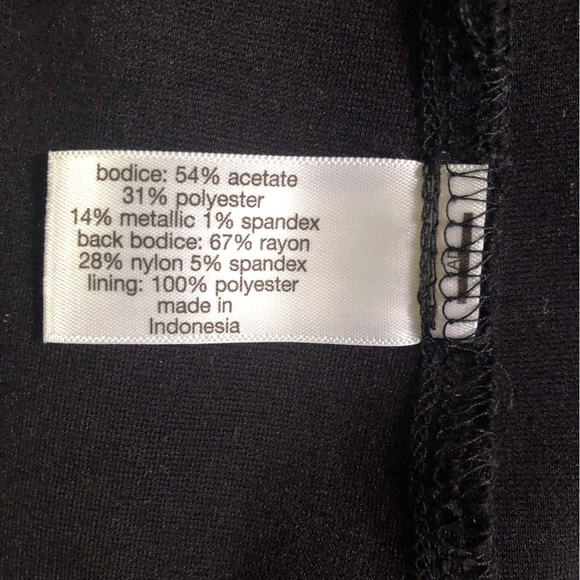 bodice: 54% acetate
31% polyester
14% metallic 1% spandex
back bodice: 67% rayon
28% nylon 5% spandex
lining: 100% polyester
made in
Indonesia